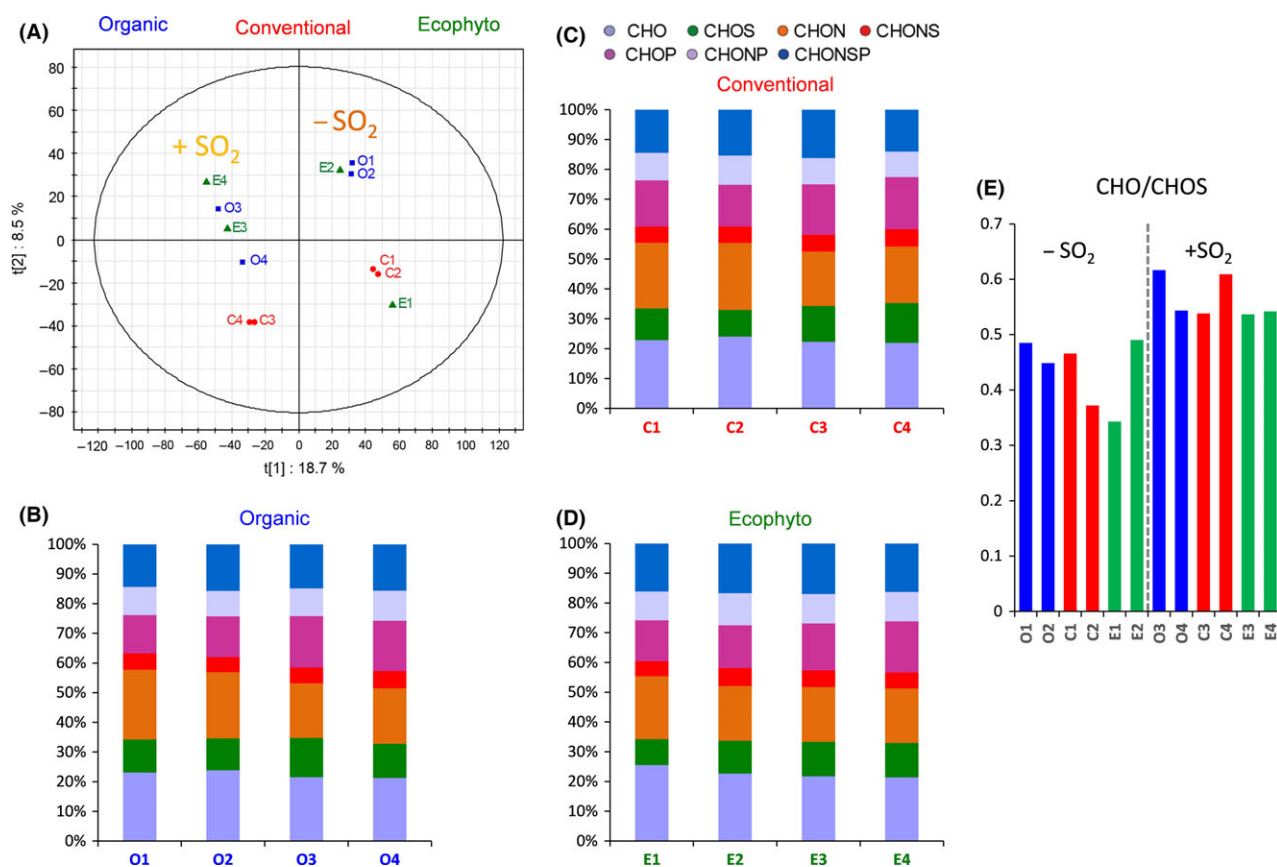 (A)
Organic Conventional Ecophyto
80
60
40
20
0
–20
–40
–60
–80
t[2] : 8.5 %
+ SO₂
– SO₂
E4
O3
E3
O4
C4 C3
E2
O1
O2
C1
C2
E1
–120 –100 –80 –60 –40 –20 0 20 40 60 80 100 120
t[1] : 18.7 %
(C)
CHO CHOS CHON CHONS
CHOP CHONP CHONSP
Conventional
100%
90%
80%
70%
60%
50%
40%
30%
20%
10%
0%
C1 C2 C3 C4
(E)
CHO/CHOS
0.7
0.6
0.5
0.4
0.3
0.2
0.1
0
– SO₂ +SO₂
O1 O2 C1 C2 E1 E2 O3 O4 C3 C4 E3 E4
(B)
Organic
100%
90%
80%
70%
60%
50%
40%
30%
20%
10%
0%
O1 O2 O3 O4
(D)
Ecophyto
100%
90%
80%
70%
60%
50%
40%
30%
20%
10%
0%
E1 E2 E3 E4